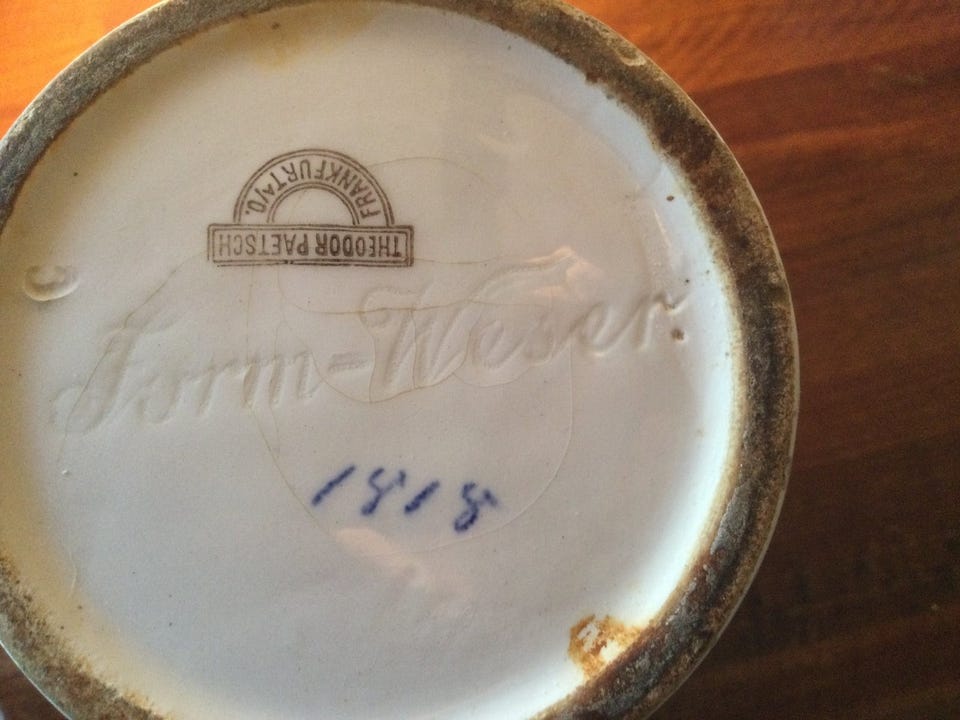 THEODOR PAETSCH
FRANKFURT A/O.
Form-Weser.
1818